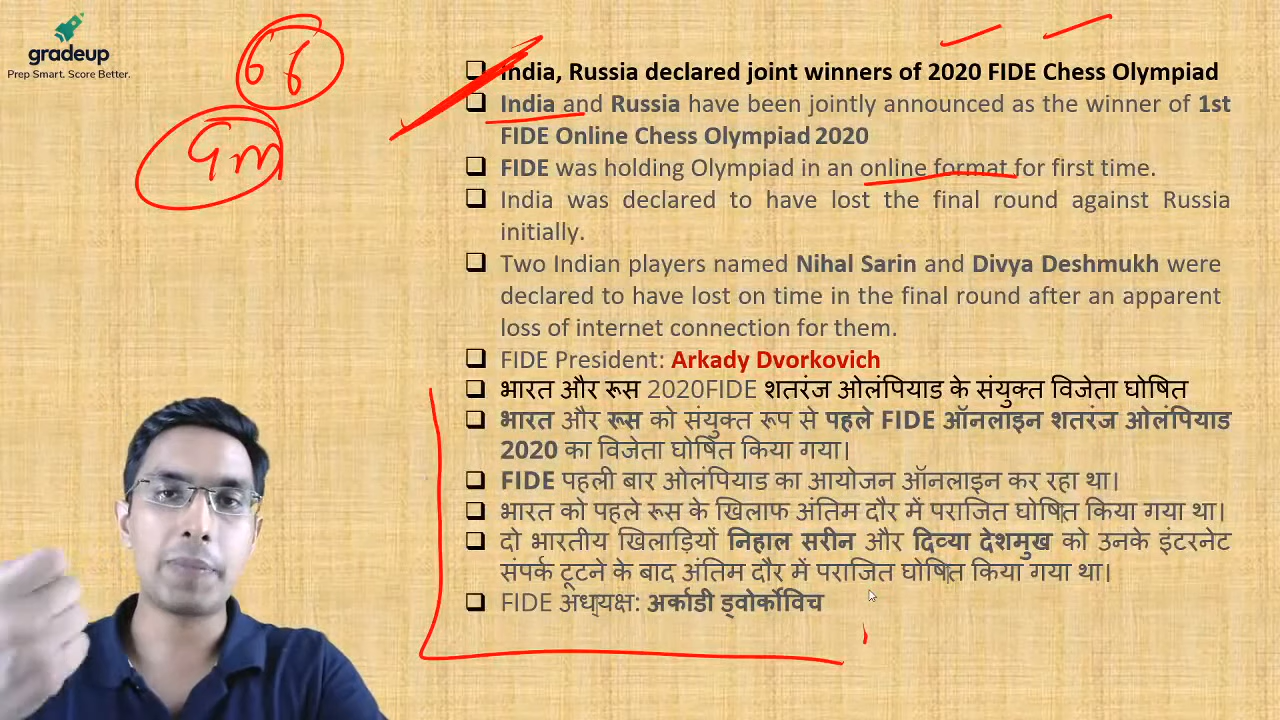 gradeup
Prep Smart. Score Better.
66
Gm
India, Russia declared joint winners of 2020 FIDE Chess Olympiad
India and Russia have been jointly announced as the winner of 1st
FIDE Online Chess Olympiad 2020
FIDE was holding Olympiad in an online format for first time.
India was declared to have lost the final round against Russia
initially.
Two Indian players named Nihal Sarin and Divya Deshmukh were
declared to have lost on time in the final round after an apparent
loss of internet connection for them.
FIDE President: Arkady Dvorkovich
भारत और रूस 2020FIDE शतरंज ओलंपियाड के संयुक्त विजेता घोषित
भारत और रूस को संयुक्त रूप से पहले FIDE ऑनलाइन शतरंज ओलंपियाड
2020 का विजेता घोषित किया गया।
FIDE पहली बार ओलंपियाड का आयोजन ऑनलाइन कर रहा था।
भारत को पहले रूस के खिलाफ अंतिम दौर में पराजित घोषित किया गया था।
दो भारतीय खिलाड़ियों निहाल सरीन और दिव्या देशमुख को उनके इंटरनेट
संपर्क टूटने के बाद अंतिम दौर में पराजित घोषित किया गया था।
FIDE अध्यक्ष: अर्काडी ड्वोर्कोविच